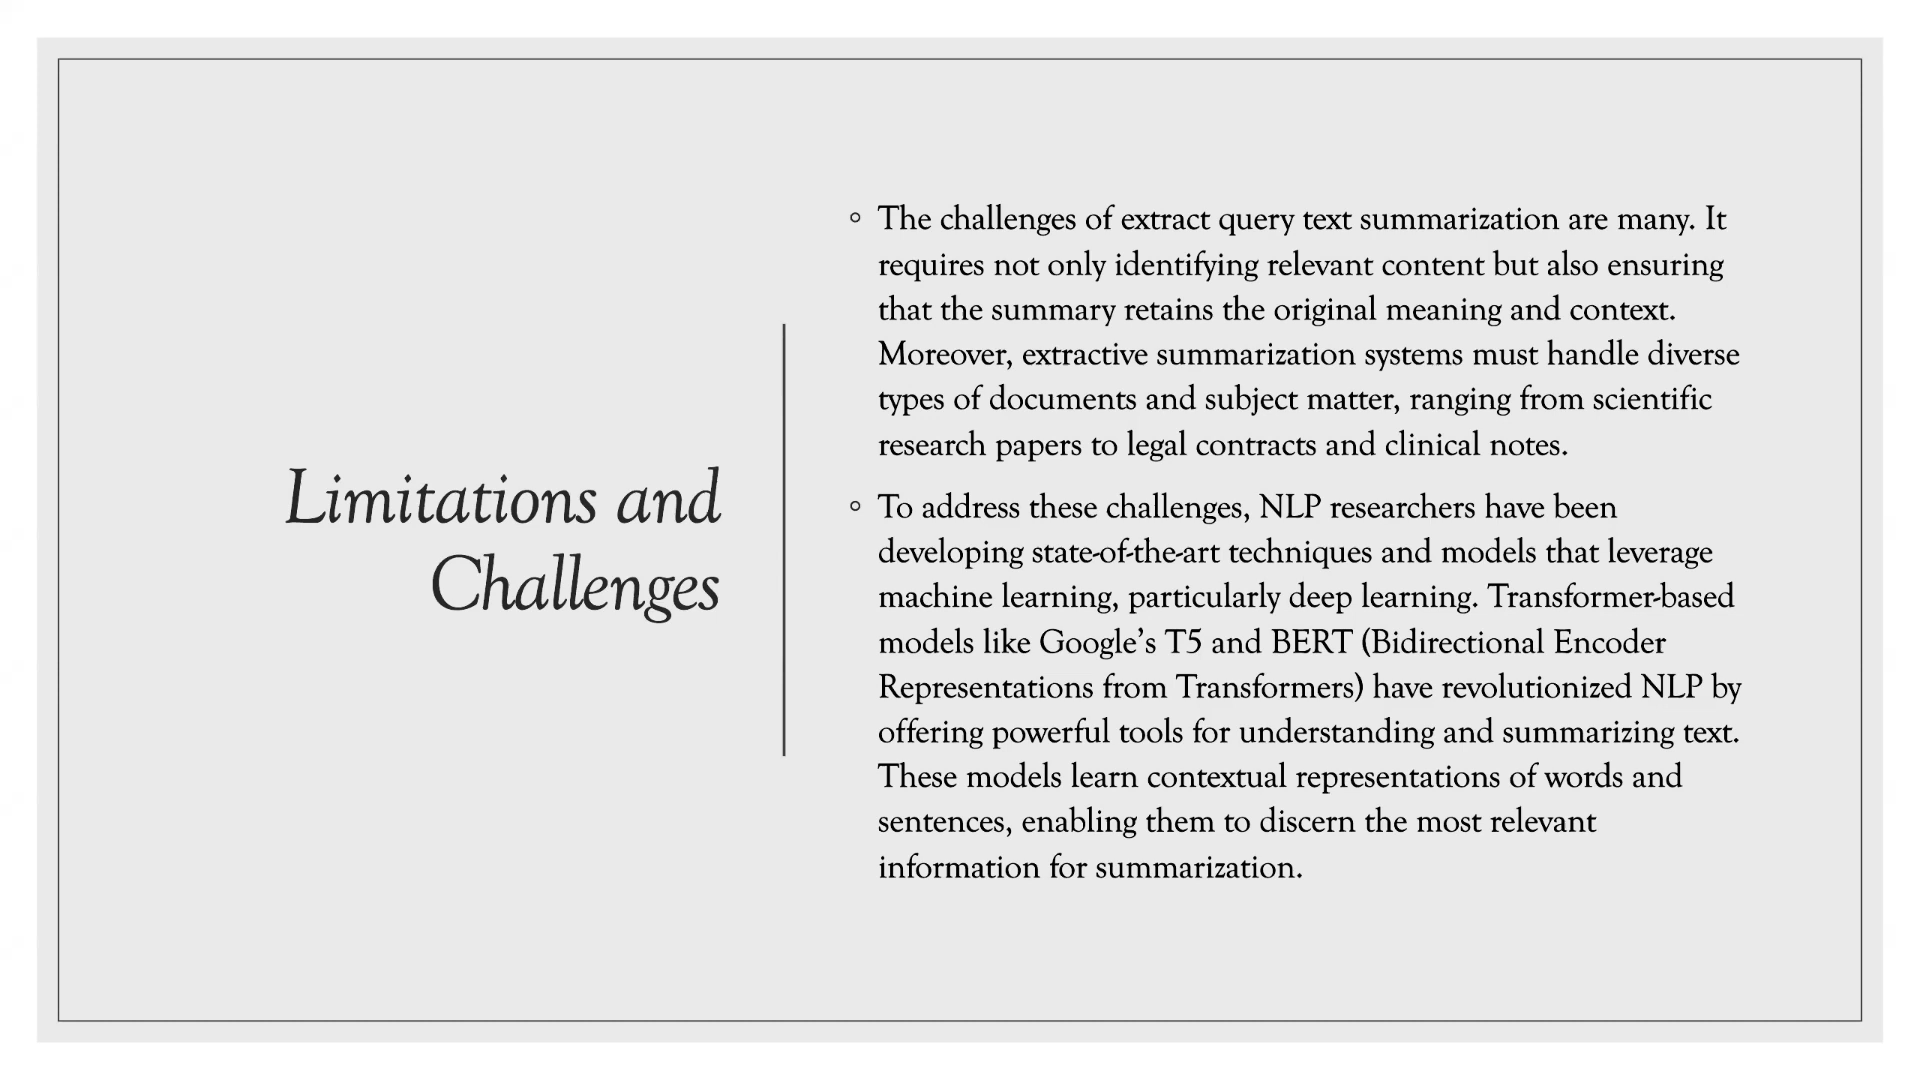 Limitations and
Challenges
◦ The challenges of extract query text summarization are many. It
requires not only identifying relevant content but also ensuring
that the summary retains the original meaning and context.
Moreover, extractive summarization systems must handle diverse
types of documents and subject matter, ranging from scientific
research papers to legal contracts and clinical notes.
◦ To address these challenges, NLP researchers have been
developing state-of-the-art techniques and models that leverage
machine learning, particularly deep learning. Transformer-based
models like Google’s T5 and BERT (Bidirectional Encoder
Representations from Transformers) have revolutionized NLP by
offering powerful tools for understanding and summarizing text.
These models learn contextual representations of words and
sentences, enabling them to discern the most relevant
information for summarization.